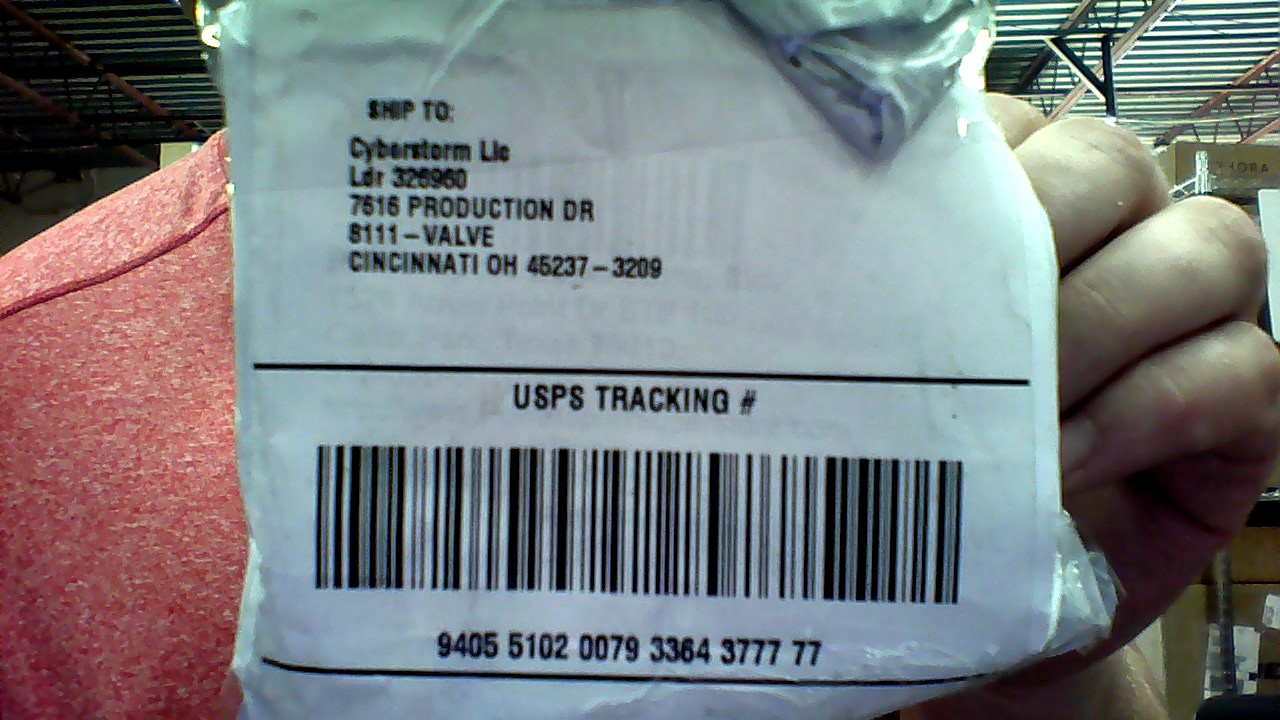 SHIP TO:
Cyberstorm Llc
Ldr 326960
7616 PRODUCTION DR
8111-VALVE
CINCINNATI OH 45237-3209
USPS TRACKING #
9405 5102 0079 3364 3777 77